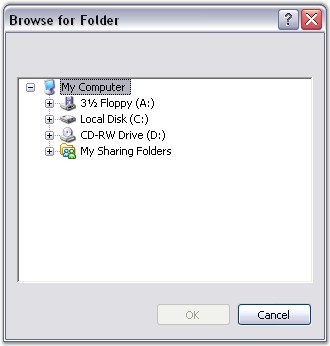 Browse for Folder
My Computer
3½ Floppy (A:)
Local Disk (C:)
CD-RW Drive (D:)
My Sharing Folders
OK
Cancel